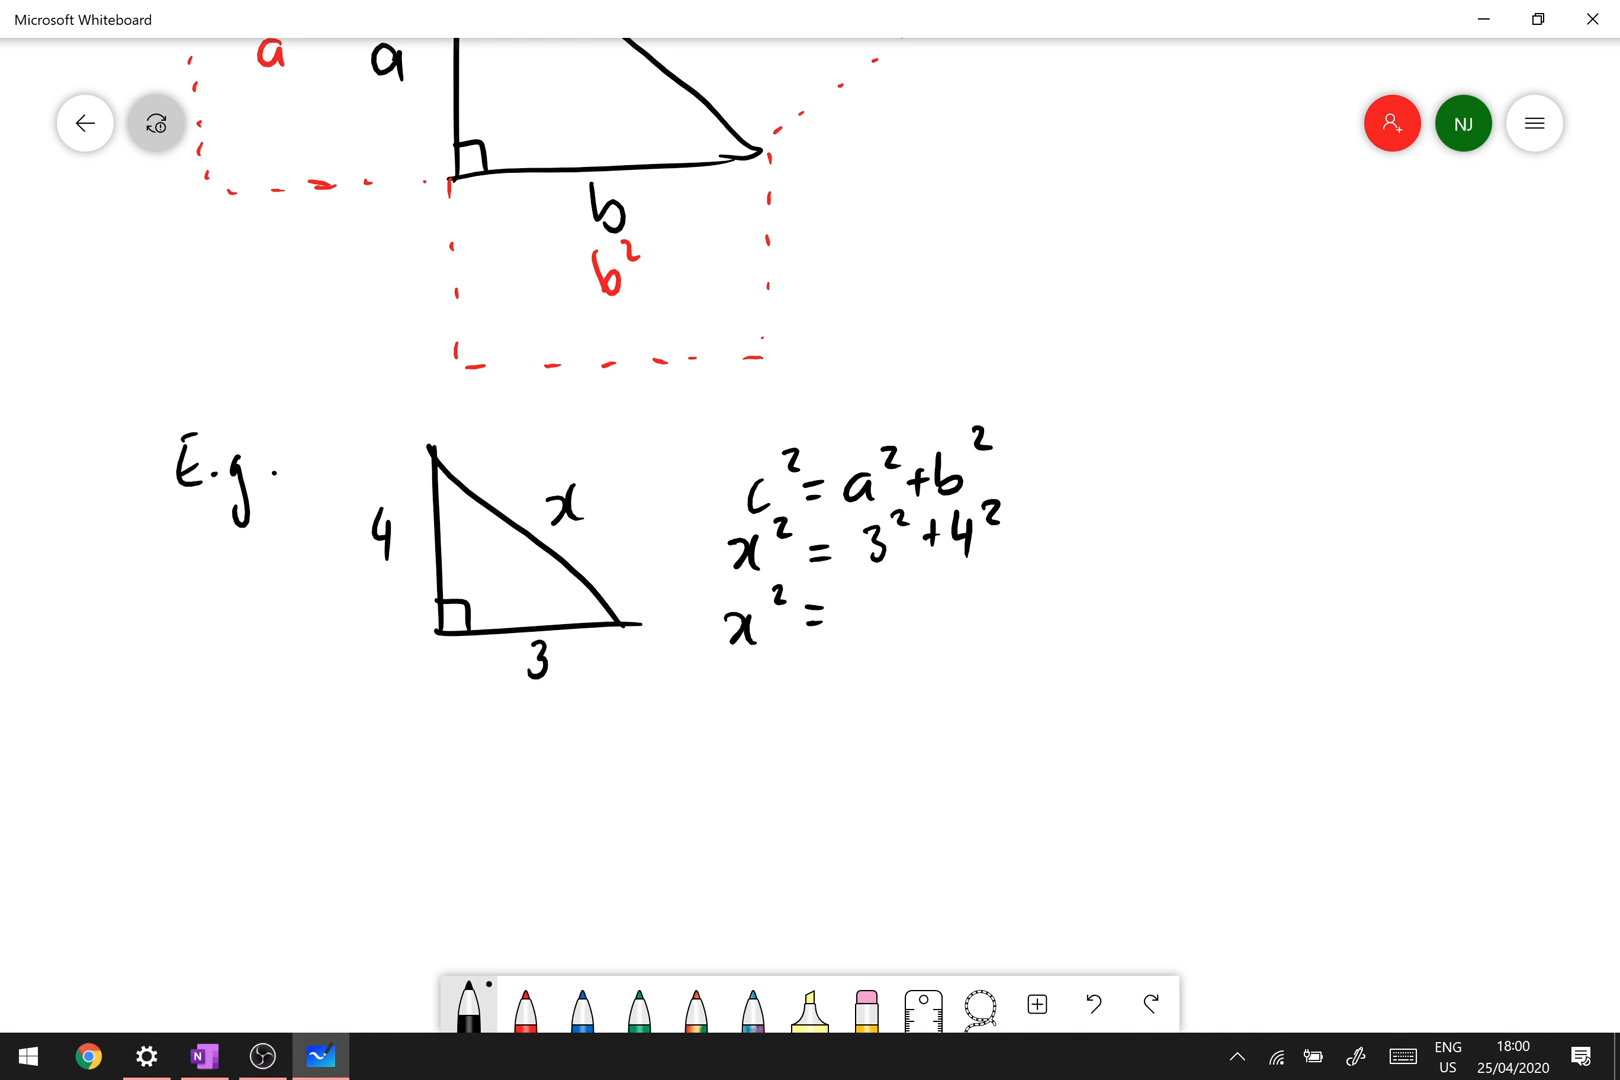 Microsoft Whiteboard
a a
NJ
b
b²
E.g.
4 x
3
c² = a² + b²
x² = 3² + 4²
x² =
ENG
US
18:00
25/04/2020